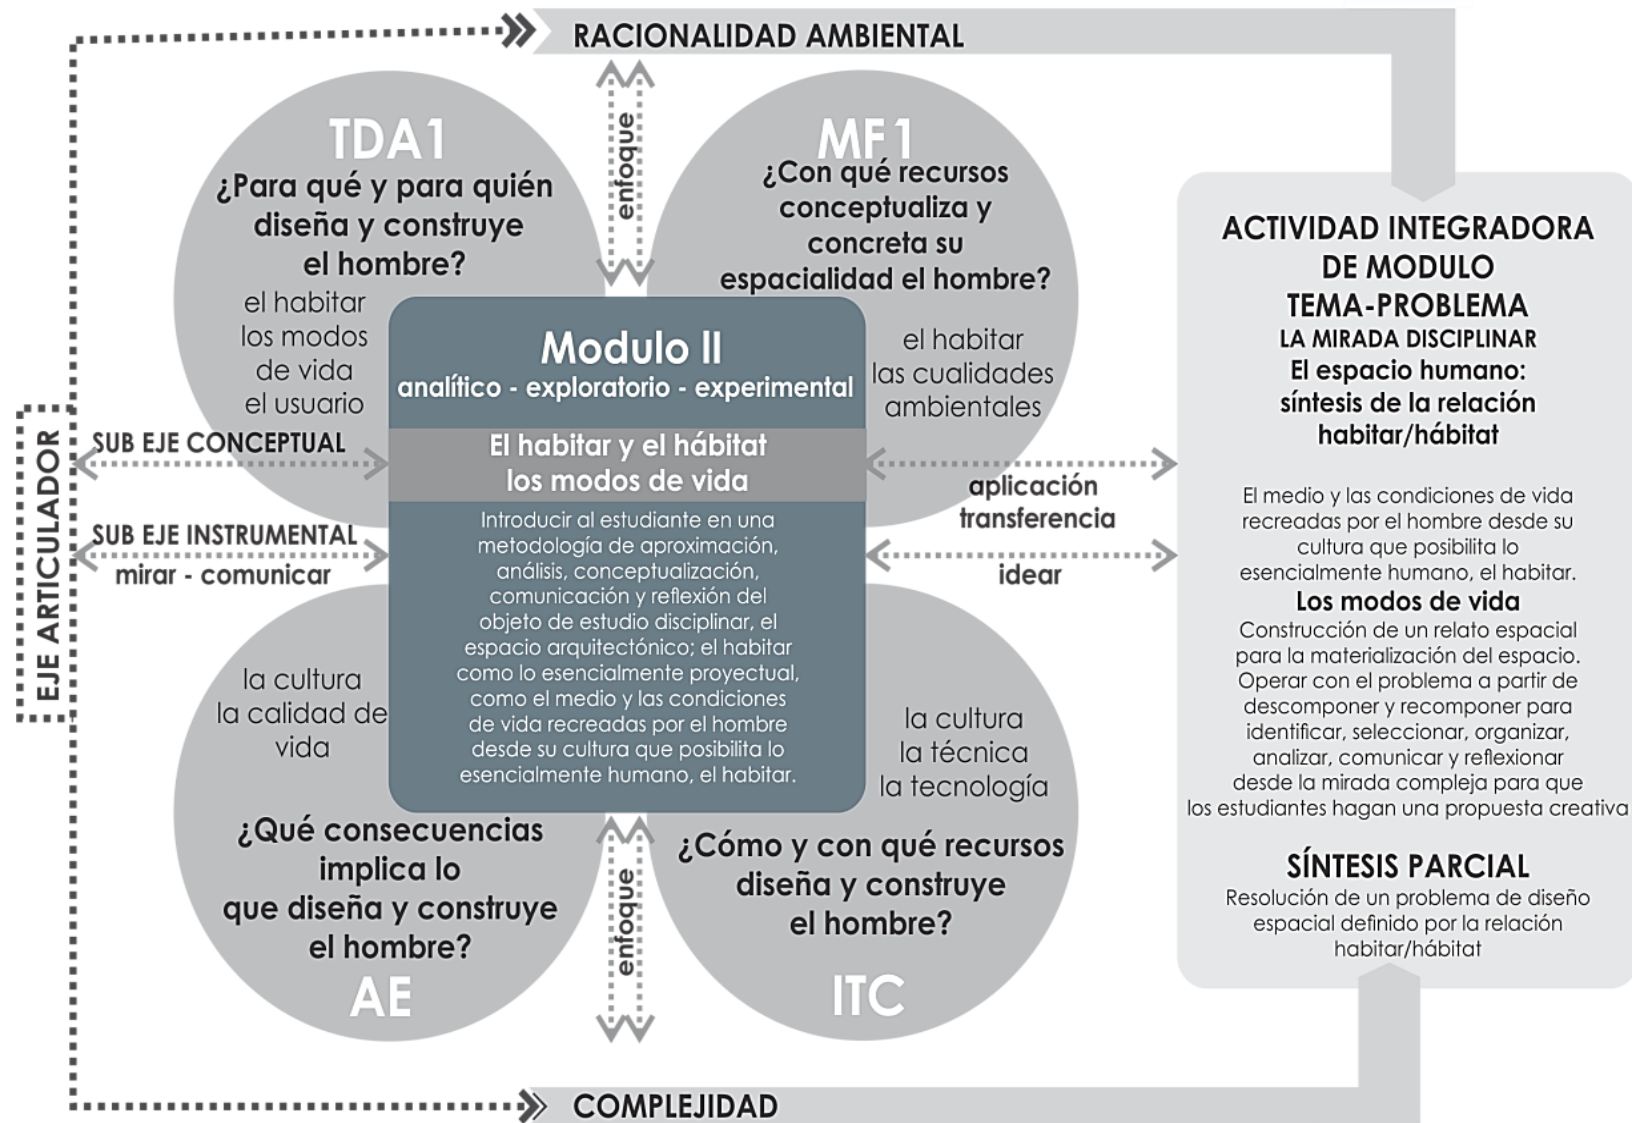 RACIONALIDAD AMBIENTAL
TDA1
¿Para qué y para quién
diseña y construye
el hombre?
el habitar
los modos
de vida
el usuario
enfoque
MF1
¿Con qué recursos
conceptualiza y
concreta su
espacialidad el hombre?
el habitar
las cualidades
ambientales
EJE ARTICULADOR
SUB EJE CONCEPTUAL
SUB EJE INSTRUMENTAL
mirar - comunicar
Modulo II
analítico - exploratorio - experimental
El habitar y el hábitat
los modos de vida
Introducir al estudiante en una
metodología de aproximación,
análisis, conceptualización,
comunicación y reflexión del
objeto de estudio disciplinar, el
espacio arquitectónico; el habitar
como lo esencialmente proyectual,
como el medio y las condiciones
de vida recreadas por el hombre
desde su cultura que posibilita lo
esencialmente humano, el habitar.
aplicación
transferencia
idear
la cultura
la calidad de
vida
¿Qué consecuencias
implica lo
que diseña y construye
el hombre?
AE
enfoque
la cultura
la técnica
la tecnología
¿Cómo y con qué recursos
diseña y construye
el hombre?
ITC
ACTIVIDAD INTEGRADORA
DE MODULO
TEMA-PROBLEMA
LA MIRADA DISCIPLINAR
El espacio humano:
síntesis de la relación
habitar/hábitat
El medio y las condiciones de vida
recreadas por el hombre desde su
cultura que posibilita lo
esencialmente humano, el habitar.
Los modos de vida
Construcción de un relato espacial
para la materialización del espacio.
Operar con el problema a partir de
descomponer y recomponer para
identificar, seleccionar, organizar,
analizar, comunicar y reflexionar
desde la mirada compleja para que
los estudiantes hagan una propuesta creativa
SÍNTESIS PARCIAL
Resolución de un problema de diseño
espacial definido por la relación
habitar/hábitat
COMPLEJIDAD